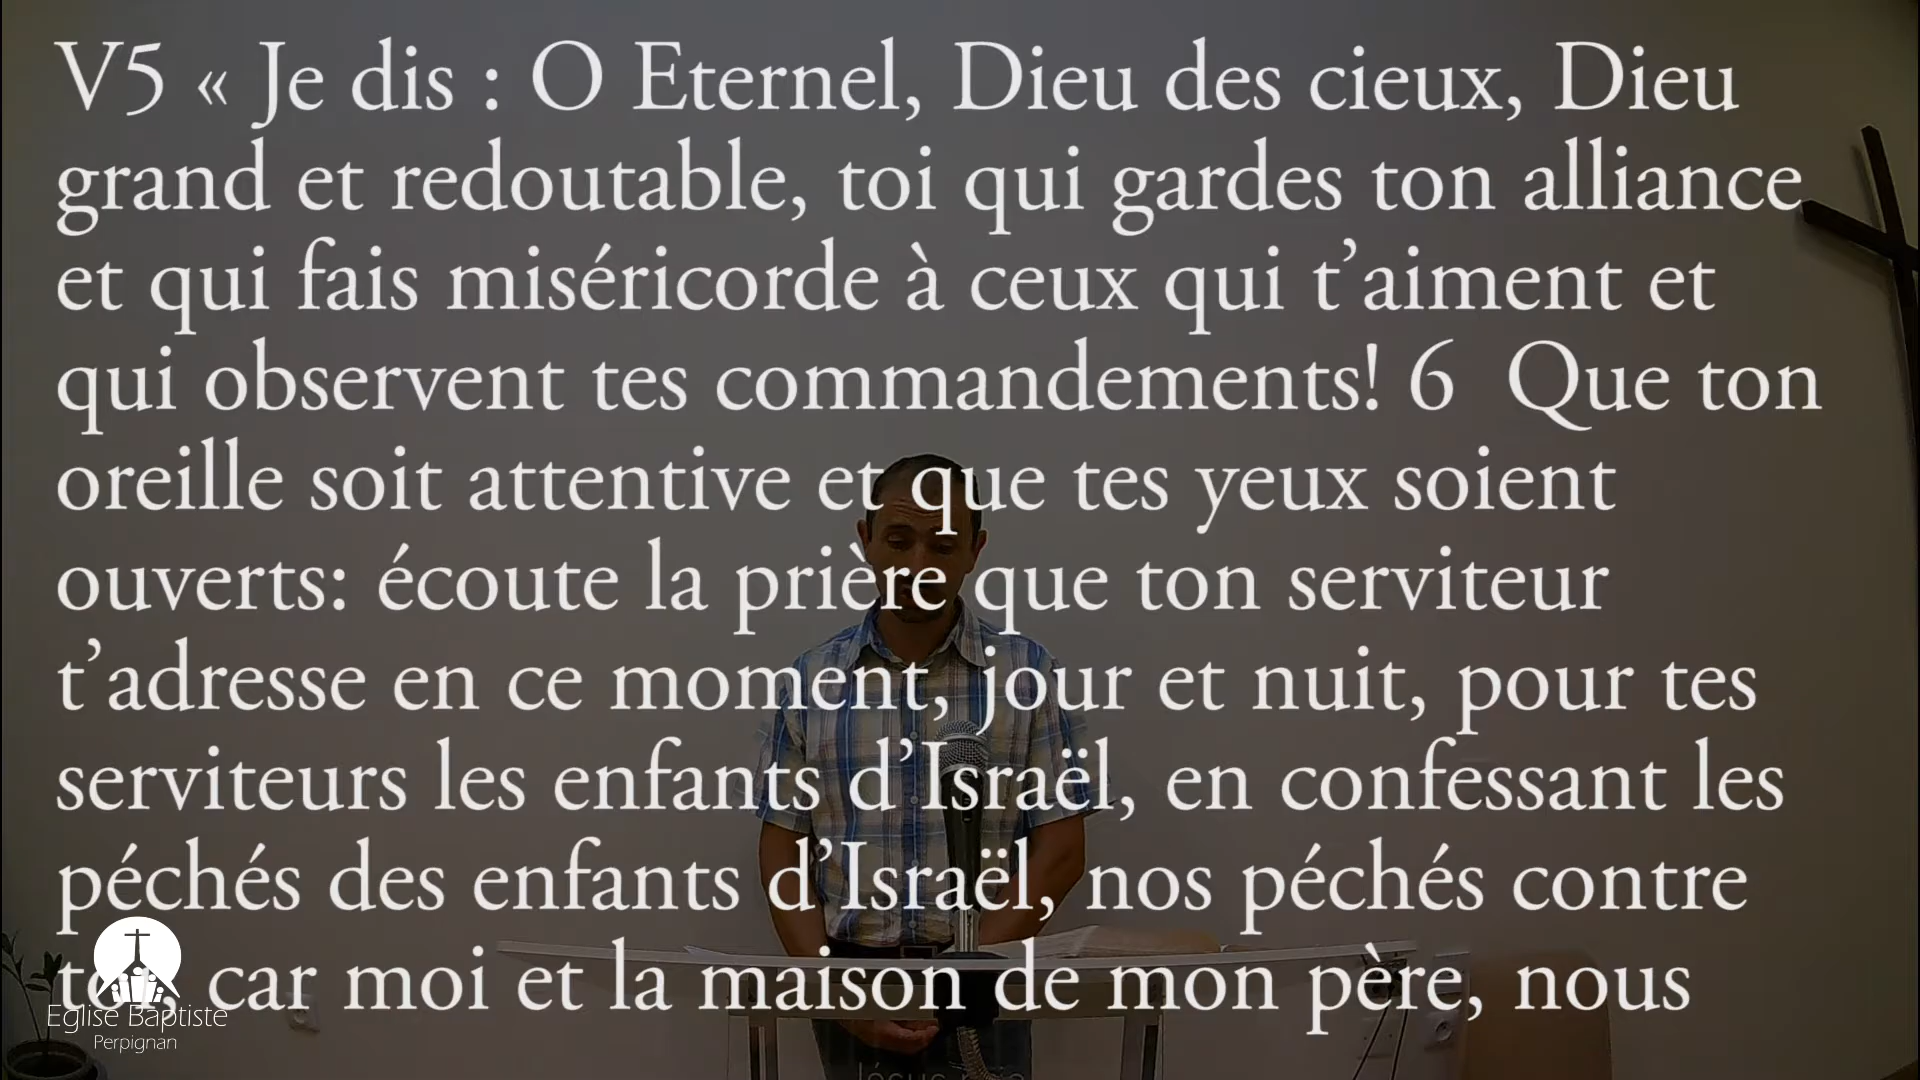 V5 « Je dis : O Eternel, Dieu des cieux, Dieu
grand et redoutable, toi qui gardes ton alliance
et qui fais miséricorde à ceux qui t’aiment et
qui observent tes commandements! 6  Que ton
oreille soit attentive et que tes yeux soient
ouverts: écoute la prière que ton serviteur
t’adresse en ce moment, jour et nuit, pour tes
serviteurs les enfants d’Israël, en confessant les
péchés des enfants d’Israël, nos péchés contre
toi, car moi et la maison de mon père, nous
Eglise Baptiste
Perpignan